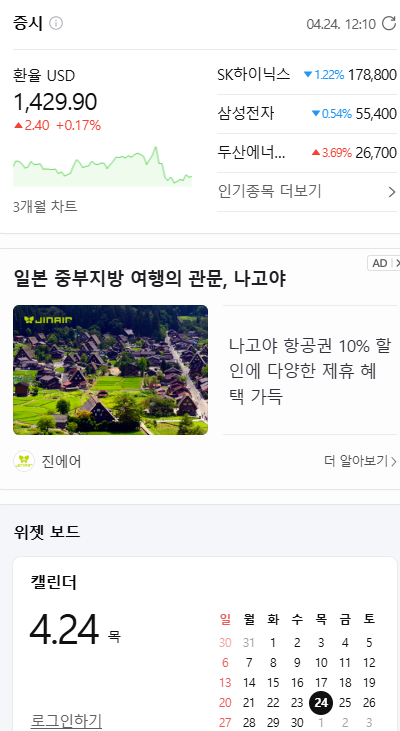 증시
04.24. 12:10
환율 USD
1,429.90
▲2.40 +0.17%
3개월 차트
SK하이닉스 ▼1.22% 178,800
삼성전자 ▼0.54% 55,400
두산에너... ▲3.69% 26,700
인기종목 더보기
AD
일본 중부지방 여행의 관문, 나고야
JINAIR
나고야 항공권 10% 할
인에 다양한 제휴 혜
택 가득
진에어
더 알아보기
위젯 보드
캘린더
4.24 목
로그인하기
일 월 화 수 목 금 토
30 31 1 2 3 4 5
6 7 8 9 10 11 12
13 14 15 16 17 18 19
20 21 22 23 24 25 26
27 28 29 30 1 2 3